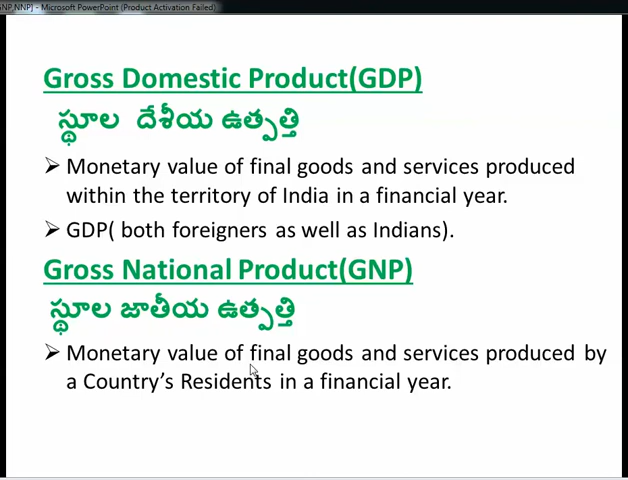 GNP,NNP] - Microsoft PowerPoint (Product Activation Failed)
Gross Domestic Product(GDP)
స్థూల దేశీయ ఉత్పత్తి
➢ Monetary value of final goods and services produced
within the territory of India in a financial year.
➢ GDP( both foreigners as well as Indians).
Gross National Product(GNP)
స్థూల జాతీయ ఉత్పత్తి
➢ Monetary value of final goods and services produced by
a Country’s Residents in a financial year.